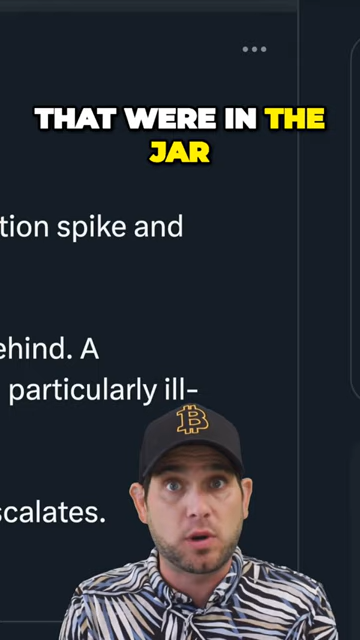 THAT WERE IN THE
JAR
tion spike and
ehind. A
particularly ill-
scalates.